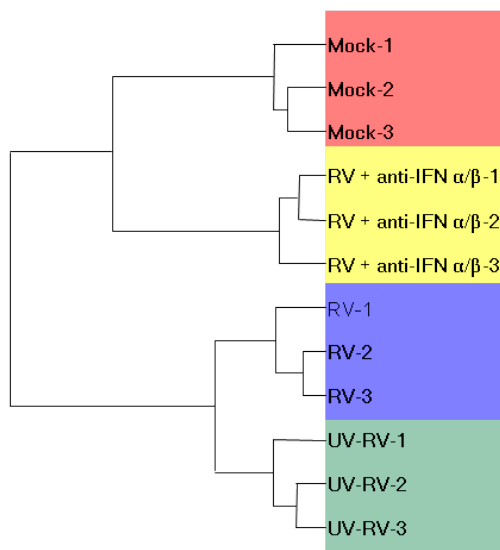 Mock-1
Mock-2
Mock-3
RV + anti-IFN α/β-1
RV + anti-IFN α/β-2
RV + anti-IFN α/β-3
RV-1
RV-2
RV-3
UV-RV-1
UV-RV-2
UV-RV-3